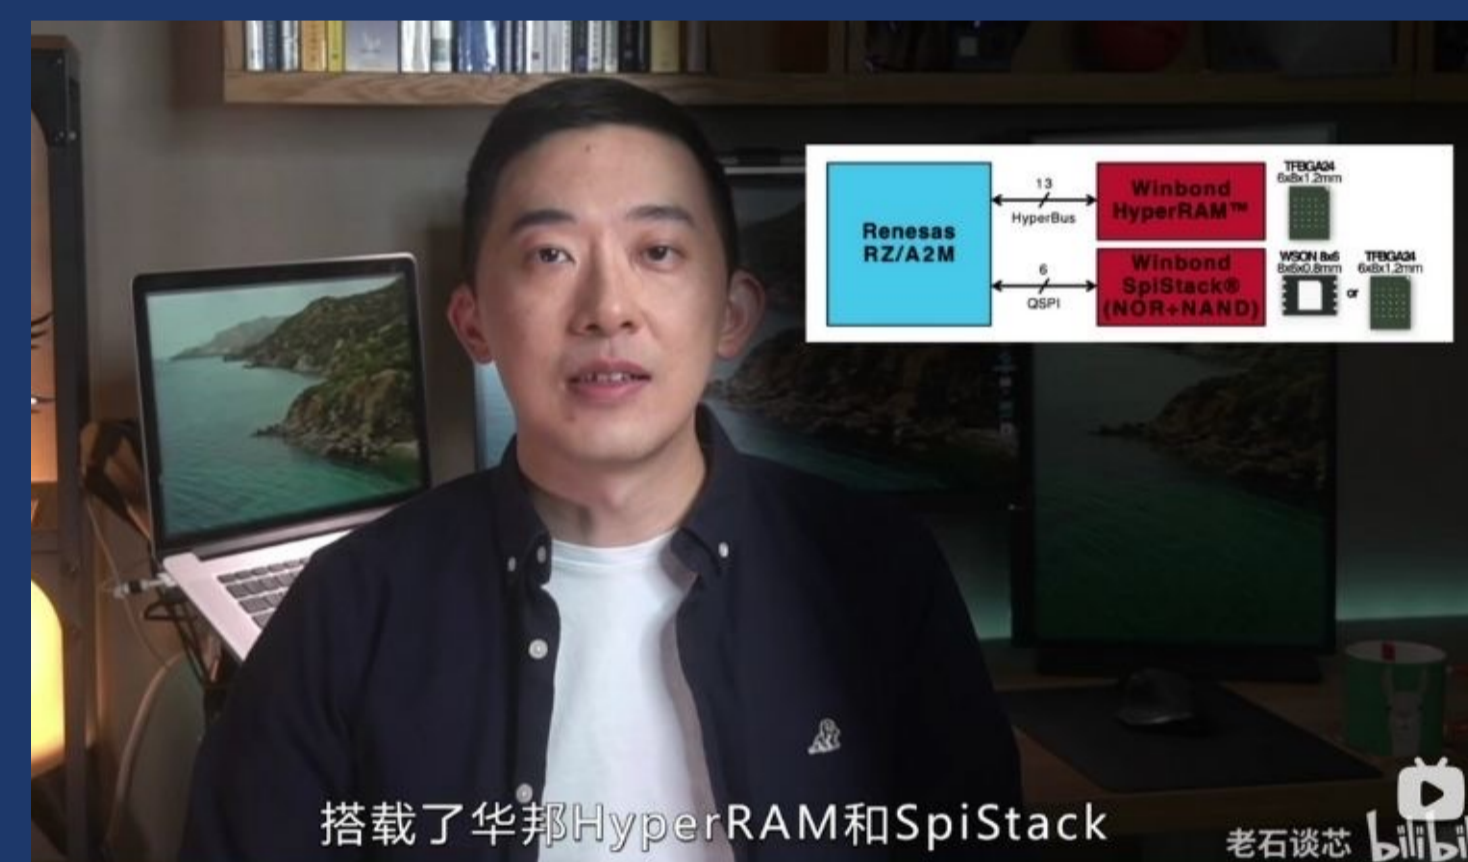 Renesas
RZ/A2M
13
HyperBus
Winbond
HyperRAM™
TFBGA24
6x8x1.2mm
6
QSPI
Winbond
SpiStack®
(NOR+NAND)
WSON 8x6
8x6x0.8mm
or
TFBGA24
6x8x1.2mm
搭载了华邦HyperRAM和SpiStack
老石谈芯
bilibili